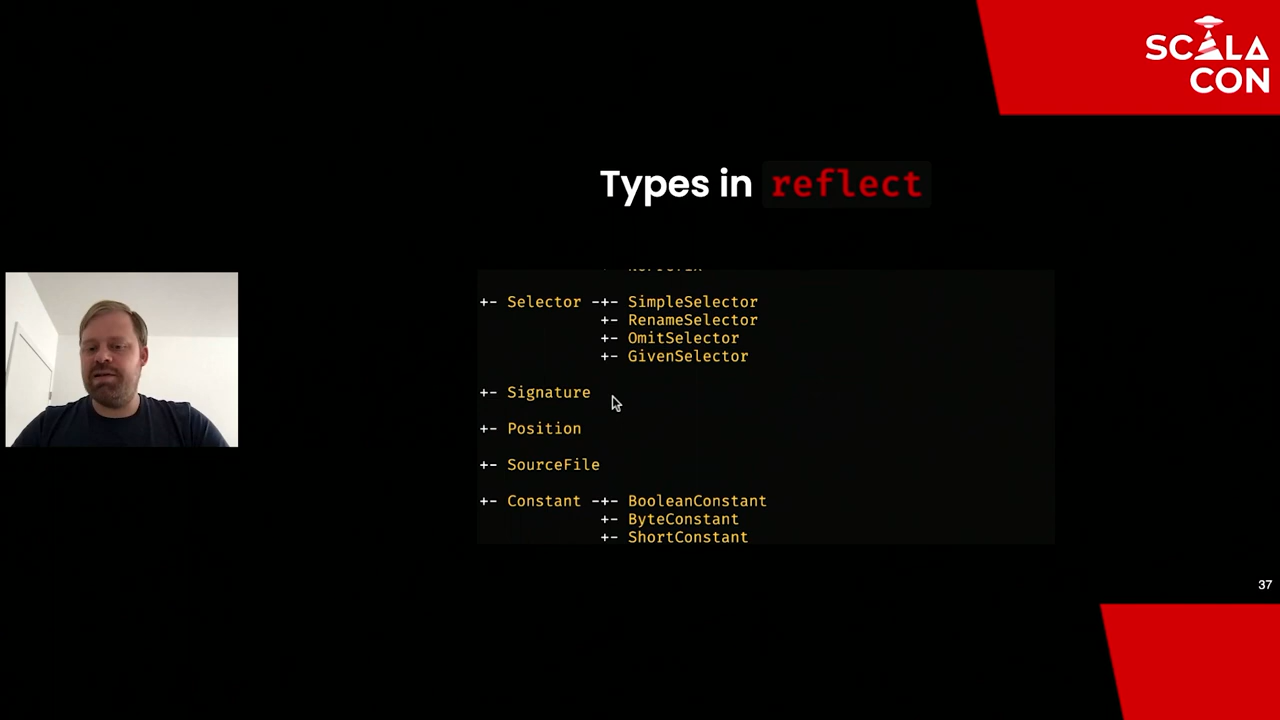 SCALA
CON
Types in reflect
+- Selector -+- SimpleSelector
+- RenameSelector
+- OmitSelector
+- GivenSelector
+- Signature
+- Position
+- SourceFile
+- Constant -+- BooleanConstant
+- ByteConstant
+- ShortConstant
37